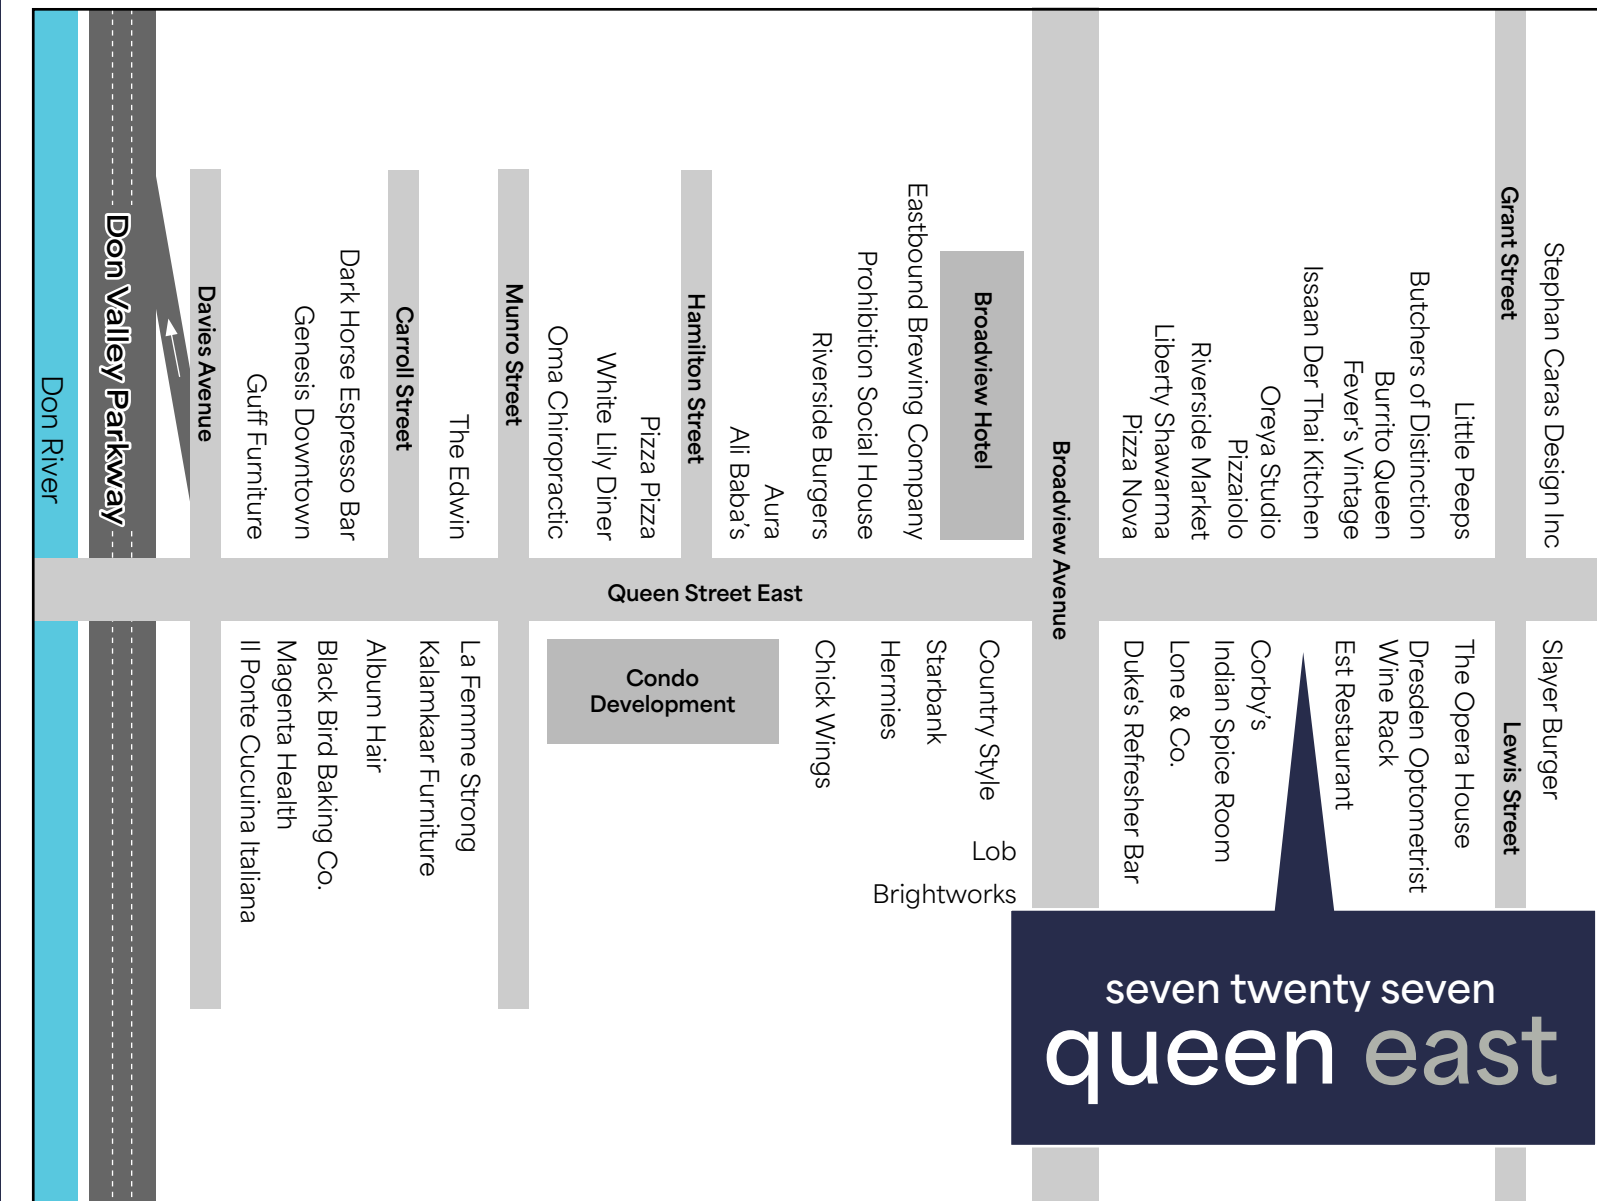 Don River
Don Valley Parkway
Davies Avenue
Guff Furniture
Genesis Downtown
Dark Horse Espresso Bar
Carroll Street
The Edwin
Munro Street
Oma Chiropractic
White Lily Diner
Pizza Pizza
Hamilton Street
Ali Baba's
Aura
Riverside Burgers
Prohibition Social House
Eastbound Brewing Company
Broadview Hotel
Broadview Avenue
Pizza Nova
Liberty Shawarma
Riverside Market
Pizzaiolo
Oreya Studio
Issaan Der Thai Kitchen
Fever's Vintage
Burrito Queen
Butchers of Distinction
Little Peeps
Grant Street
Stephan Caras Design Inc
Queen Street East
Il Ponte Cucuina Italiana
Magenta Health
Black Bird Baking Co.
Album Hair
Kalamkaar Furniture
La Femme Strong
Condo
Development
Chick Wings
Hermies
Starbank
Country Style
Lob
Brightworks
Duke's Refresher Bar
Lone & Co.
Indian Spice Room
Corby's
Est Restaurant
Wine Rack
Dresden Optometrist
The Opera House
Lewis Street
Slayer Burger
seven twenty seven
queen east